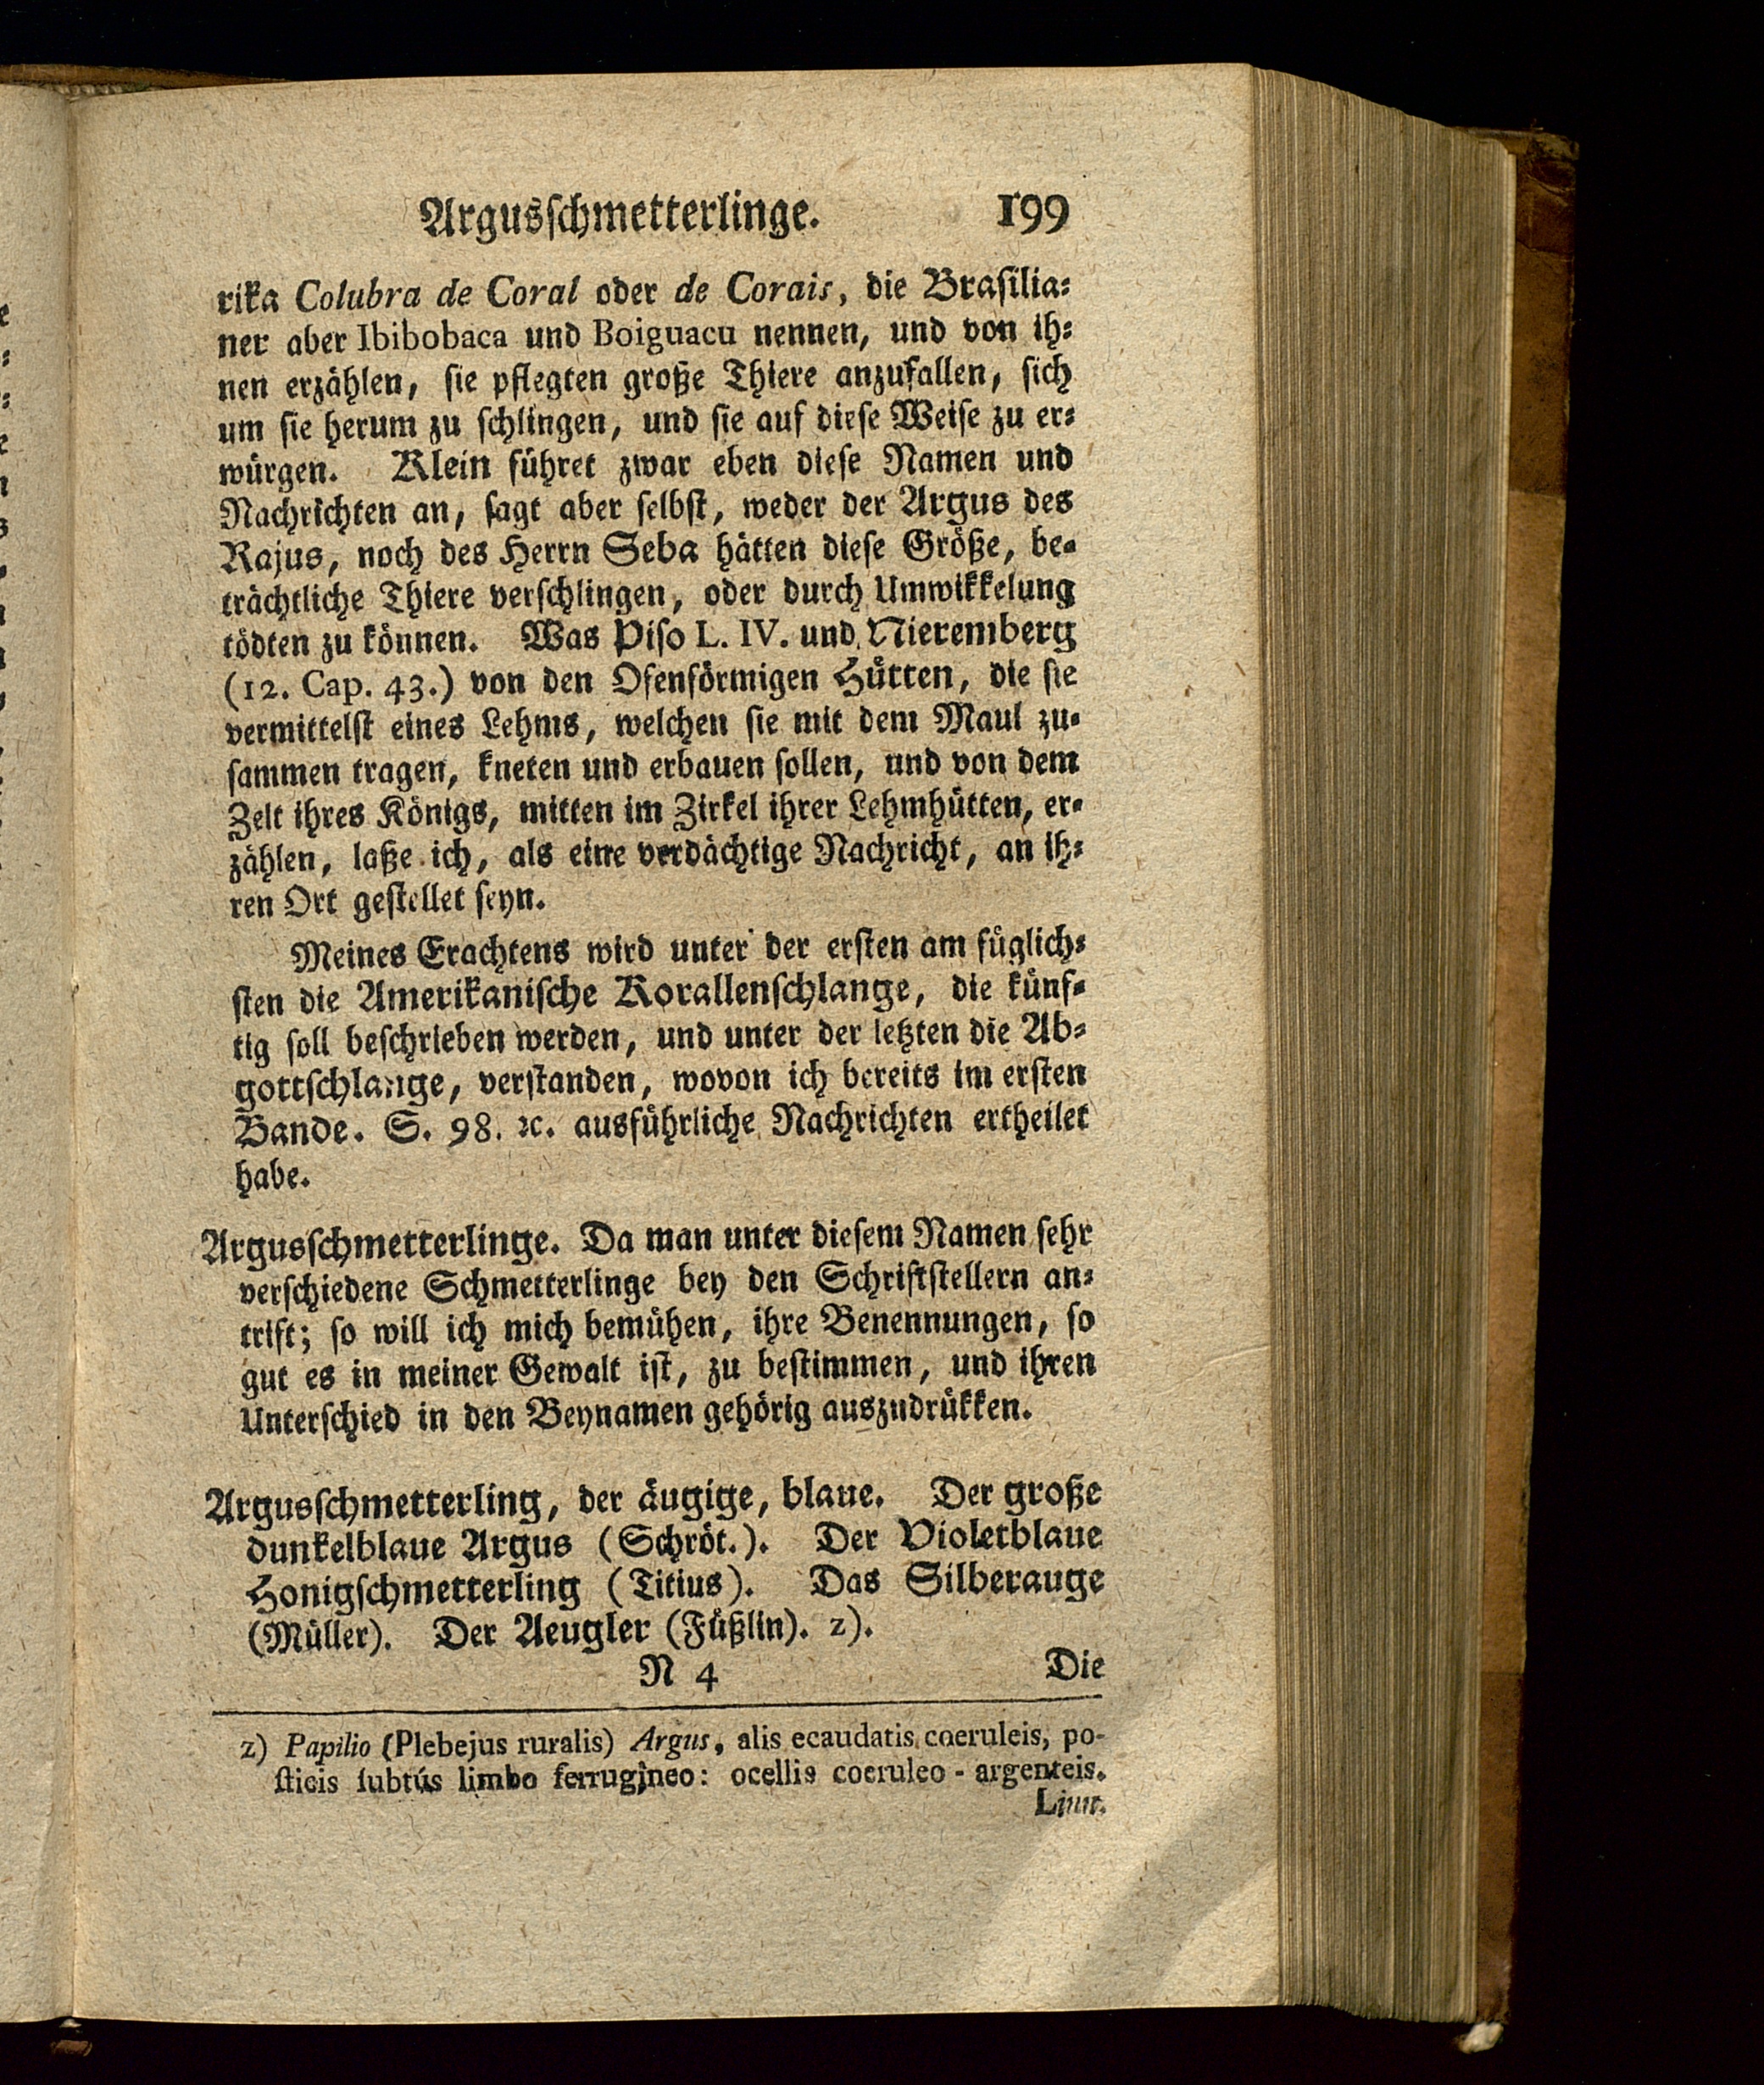 Argusschmetterlinge. 199
rika Colubra de Coral oder de Corais, die Brasilia-
ner aber Ibibobaca und Boiguacu nennen, und von ih-
nen erzählen, sie pflegten große Thiere anzufallen, sich
um sie herum zu schlingen, und sie auf diese Weise zu er-
würgen. Klein führet zwar eben diese Namen und
Nachrichten an, sagt aber selbst, weder der Argus des
Rajus, noch des Herrn Seba hätten diese Größe, be-
trächtliche Thiere verschlingen, oder durch Umwikkelung
tödten zu können. Was Piso L. IV. und Nieremberg
(12. Cap. 43.) von den Ofenförmigen Hütten, die sie
vermittelst eines Lehms, welchen sie mit dem Maul zu-
sammen tragen, kneten und erbauen sollen, und von dem
Zelt ihres Königs, mitten im Zirkel ihrer Lehmhütten, er-
zählen, laße ich, als eine verdächtige Nachricht, an ih-
ren Ort gestellet seyn.
Meines Erachtens wird unter der ersten am füglich-
sten die Amerikanische Korallenschlange, die künf-
tig soll beschrieben werden, und unter der letzten die Ab-
gottschlange, verstanden, wovon ich bereits im ersten
Bande. S. 98. ꝛc. ausführliche Nachrichten ertheilet
habe.
Argusschmetterlinge. Da man unter diesem Namen sehr
verschiedene Schmetterlinge bey den Schriftstellern an-
trift; so will ich mich bemühen, ihre Benennungen, so
gut es in meiner Gewalt ist, zu bestimmen, und ihren
Unterschied in den Beynamen gehörig auszudrükken.
Argusschmetterling, der äugige, blaue. Der große
dunkelblaue Argus (Schröt.). Der Violetblaue
Honigschmetterling (Titius). Das Silberauge
(Müller). Der Aeugler (Füßlin). z).
N 4 Die
z) Papilio (Plebejus ruralis) Argus, alis ecaudatis coeruleis, po-
sticis subtús limbo ferrugineo: ocellis coeruleo - argenteis.
Linn.